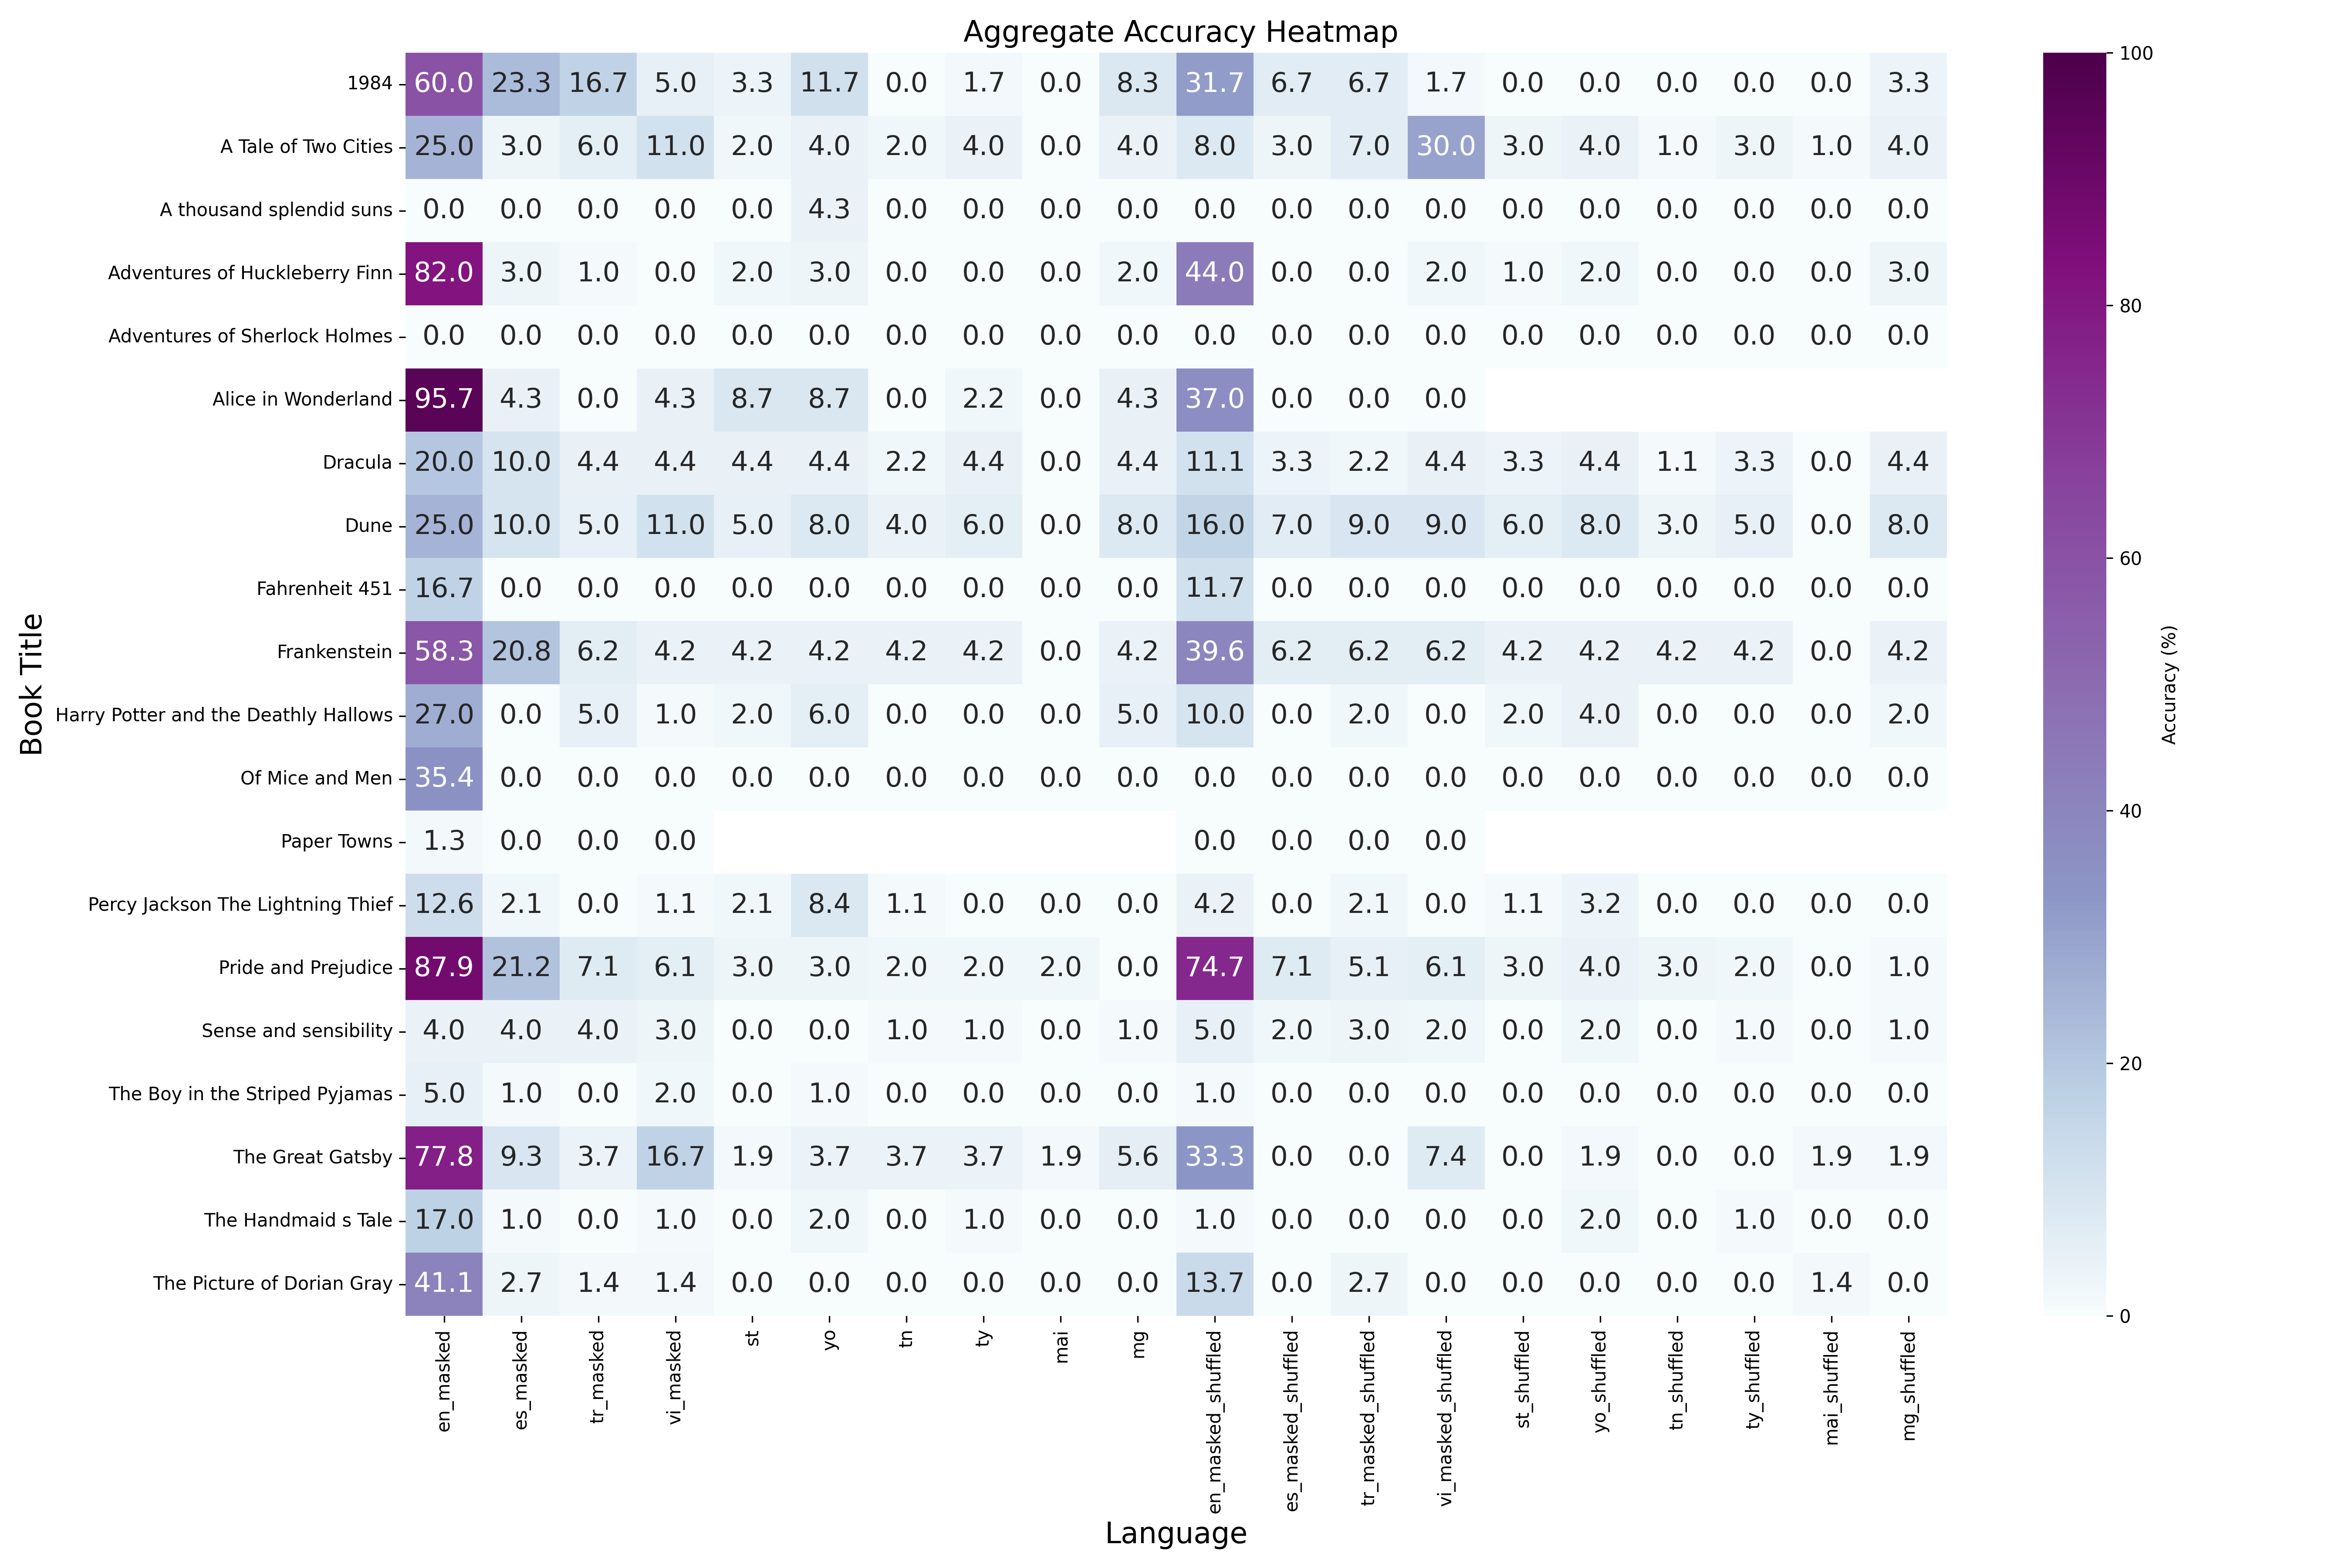 Aggregate Accuracy Heatmap
1984 60.0 23.3 16.7 5.0 3.3 11.7 0.0 1.7 0.0 8.3 31.7 6.7 6.7 1.7 0.0 0.0 0.0 0.0 0.0 3.3
A Tale of Two Cities 25.0 3.0 6.0 11.0 2.0 4.0 2.0 4.0 0.0 4.0 8.0 3.0 7.0 30.0 3.0 4.0 1.0 3.0 1.0 4.0
A thousand splendid suns 0.0 0.0 0.0 0.0 0.0 4.3 0.0 0.0 0.0 0.0 0.0 0.0 0.0 0.0 0.0 0.0 0.0 0.0 0.0 0.0
Adventures of Huckleberry Finn 82.0 3.0 1.0 0.0 2.0 3.0 0.0 0.0 0.0 2.0 44.0 0.0 0.0 2.0 1.0 2.0 0.0 0.0 0.0 3.0
Adventures of Sherlock Holmes 0.0 0.0 0.0 0.0 0.0 0.0 0.0 0.0 0.0 0.0 0.0 0.0 0.0 0.0 0.0 0.0 0.0 0.0 0.0 0.0
Alice in Wonderland 95.7 4.3 0.0 4.3 8.7 8.7 0.0 2.2 0.0 4.3 37.0 0.0 0.0 0.0
Dracula 20.0 10.0 4.4 4.4 4.4 4.4 2.2 4.4 0.0 4.4 11.1 3.3 2.2 4.4 3.3 4.4 1.1 3.3 0.0 4.4
Dune 25.0 10.0 5.0 11.0 5.0 8.0 4.0 6.0 0.0 8.0 16.0 7.0 9.0 9.0 6.0 8.0 3.0 5.0 0.0 8.0
Fahrenheit 451 16.7 0.0 0.0 0.0 0.0 0.0 0.0 0.0 0.0 0.0 11.7 0.0 0.0 0.0 0.0 0.0 0.0 0.0 0.0 0.0
Frankenstein 58.3 20.8 6.2 4.2 4.2 4.2 4.2 4.2 0.0 4.2 39.6 6.2 6.2 6.2 4.2 4.2 4.2 4.2 0.0 4.2
Harry Potter and the Deathly Hallows 27.0 0.0 5.0 1.0 2.0 6.0 0.0 0.0 0.0 5.0 10.0 0.0 2.0 0.0 2.0 4.0 0.0 0.0 0.0 2.0
Of Mice and Men 35.4 0.0 0.0 0.0 0.0 0.0 0.0 0.0 0.0 0.0 0.0 0.0 0.0 0.0 0.0 0.0 0.0 0.0 0.0 0.0
Paper Towns 1.3 0.0 0.0 0.0 0.0 0.0 0.0 0.0
Percy Jackson The Lightning Thief 12.6 2.1 0.0 1.1 2.1 8.4 1.1 0.0 0.0 0.0 4.2 0.0 2.1 0.0 1.1 3.2 0.0 0.0 0.0 0.0
Pride and Prejudice 87.9 21.2 7.1 6.1 3.0 3.0 2.0 2.0 2.0 0.0 74.7 7.1 5.1 6.1 3.0 4.0 3.0 2.0 0.0 1.0
Sense and sensibility 4.0 4.0 4.0 3.0 0.0 0.0 1.0 1.0 0.0 1.0 5.0 2.0 3.0 2.0 0.0 2.0 0.0 1.0 0.0 1.0
The Boy in the Striped Pyjamas 5.0 1.0 0.0 2.0 0.0 1.0 0.0 0.0 0.0 0.0 1.0 0.0 0.0 0.0 0.0 0.0 0.0 0.0 0.0 0.0
The Great Gatsby 77.8 9.3 3.7 16.7 1.9 3.7 3.7 3.7 1.9 5.6 33.3 0.0 0.0 7.4 0.0 1.9 0.0 0.0 1.9 1.9
The Handmaid s Tale 17.0 1.0 0.0 1.0 0.0 2.0 0.0 1.0 0.0 0.0 1.0 0.0 0.0 0.0 0.0 2.0 0.0 1.0 0.0 0.0
The Picture of Dorian Gray 41.1 2.7 1.4 1.4 0.0 0.0 0.0 0.0 0.0 0.0 13.7 0.0 2.7 0.0 0.0 0.0 0.0 0.0 1.4 0.0
en_masked es_masked tr_masked vi_masked st yo tn ty mai mg en_masked_shuffled es_masked_shuffled tr_masked_shuffled vi_masked_shuffled st_shuffled yo_shuffled tn_shuffled ty_shuffled mai_shuffled mg_shuffled
Language
Book Title
100
80
60
40
20
0
Accuracy (%)